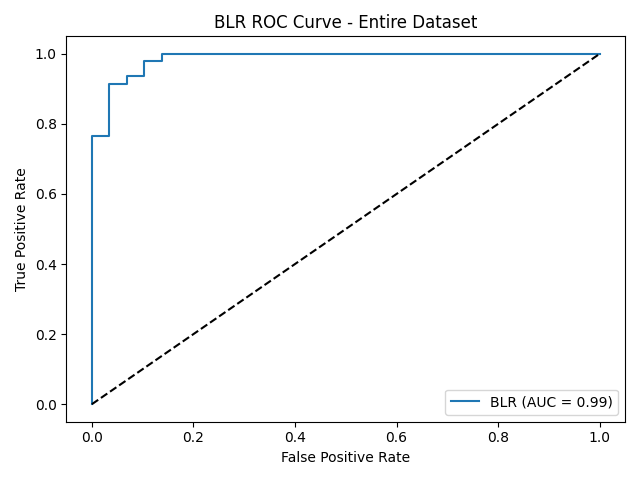 BLR ROC Curve - Entire Dataset
True Positive Rate
1.0
0.8
0.6
0.4
0.2
0.0
BLR (AUC = 0.99)
0.0 0.2 0.4 0.6 0.8 1.0
False Positive Rate